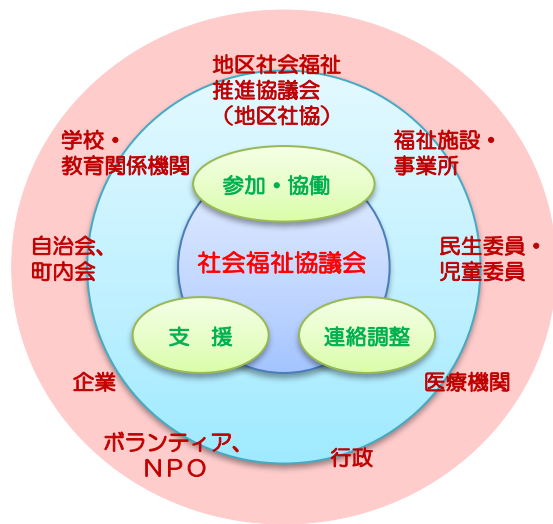 地区社会福祉
推進協議会
（地区社協）
学校・
教育関係機関
福祉施設・
事業所
参加・協働
自治会、
町内会
社会福祉協議会
民生委員・
児童委員
支　援
連絡調整
企業
医療機関
ボランティア、
ＮＰＯ
行政